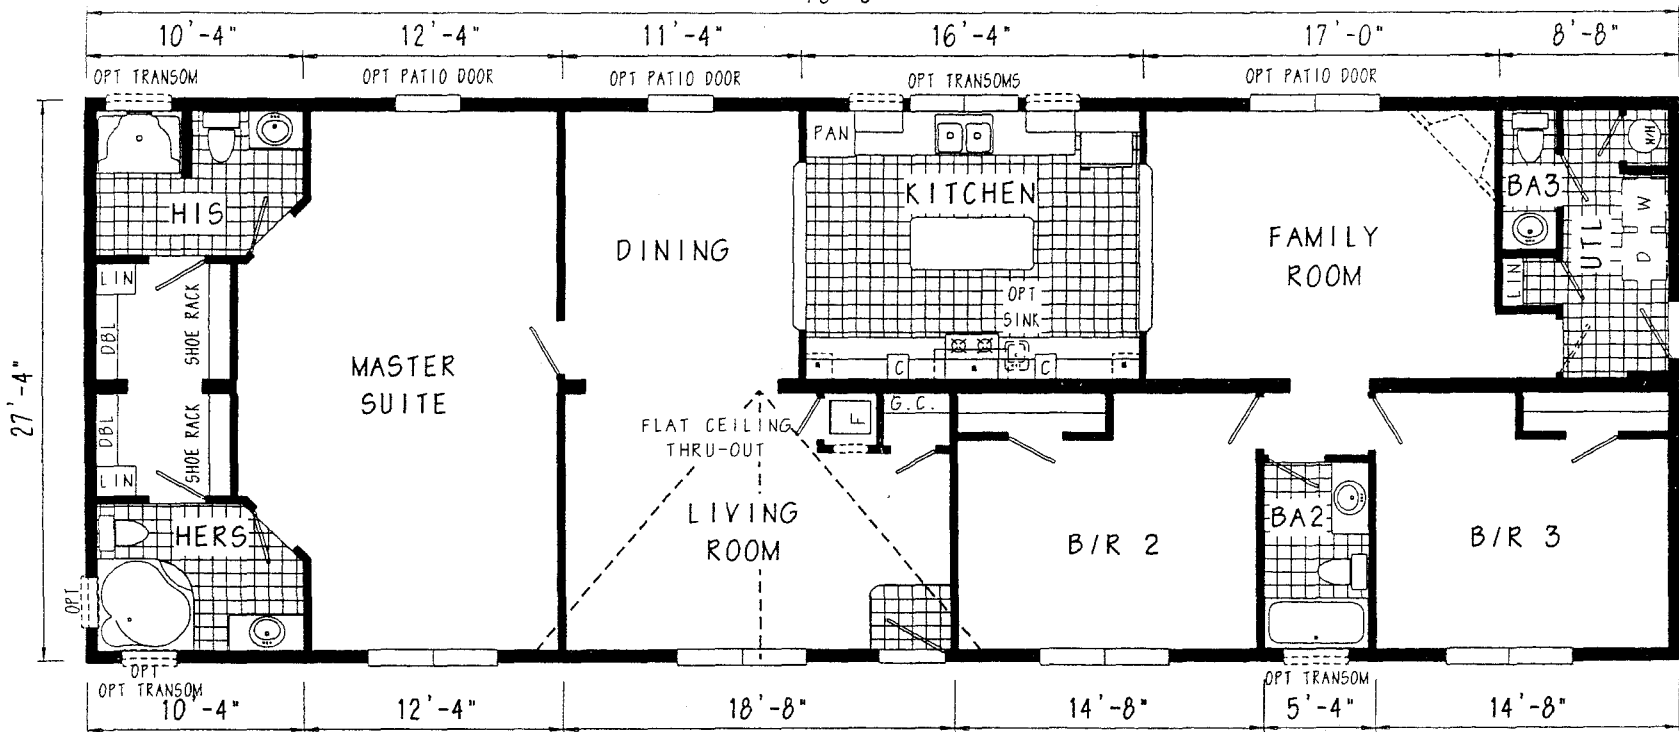 10'-4" 12'-4" 11'-4" 16'-4" 17'-0" 8'-8"
OPT TRANSOM OPT PATIO DOOR OPT PATIO DOOR OPT TRANSOMS OPT PATIO DOOR
PAN
W/H
HIS
KITCHEN
BA3
W
DINING
FAMILY
ROOM
UTL
D
LIN
LIN
OPT
SINK
DBL
SHOE RACK
MASTER
SUITE
C
C
27'-4"
DBL
SHOE RACK
LIN
FLAT CEILING
THRU-OUT
F
G.C.
HERS
LIVING
ROOM
B/R 2
BA2
B/R 3
OPT
OPT
OPT TRANSOM
OPT TRANSOM
10'-4" 12'-4" 18'-8" 14'-8" 5'-4" 14'-8"